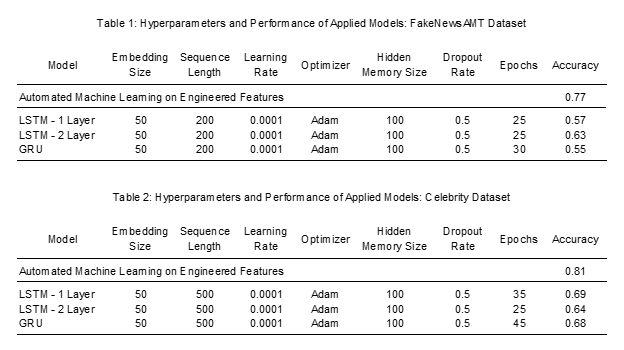 Table 1: Hyperparameters and Performance of Applied Models: FakeNewsAMT Dataset
Model Embedding Size Sequence Length Learning Rate Optimizer Hidden Memory Size Dropout Rate Epochs Accuracy
Automated Machine Learning on Engineered Features 0.77
LSTM - 1 Layer 50 200 0.0001 Adam 100 0.5 25 0.57
LSTM - 2 Layer 50 200 0.0001 Adam 100 0.5 25 0.63
GRU 50 200 0.0001 Adam 100 0.5 30 0.55
Table 2: Hyperparameters and Performance of Applied Models: Celebrity Dataset
Model Embedding Size Sequence Length Learning Rate Optimizer Hidden Memory Size Dropout Rate Epochs Accuracy
Automated Machine Learning on Engineered Features 0.81
LSTM - 1 Layer 50 500 0.0001 Adam 100 0.5 35 0.69
LSTM - 2 Layer 50 500 0.0001 Adam 100 0.5 25 0.64
GRU 50 500 0.0001 Adam 100 0.5 45 0.68